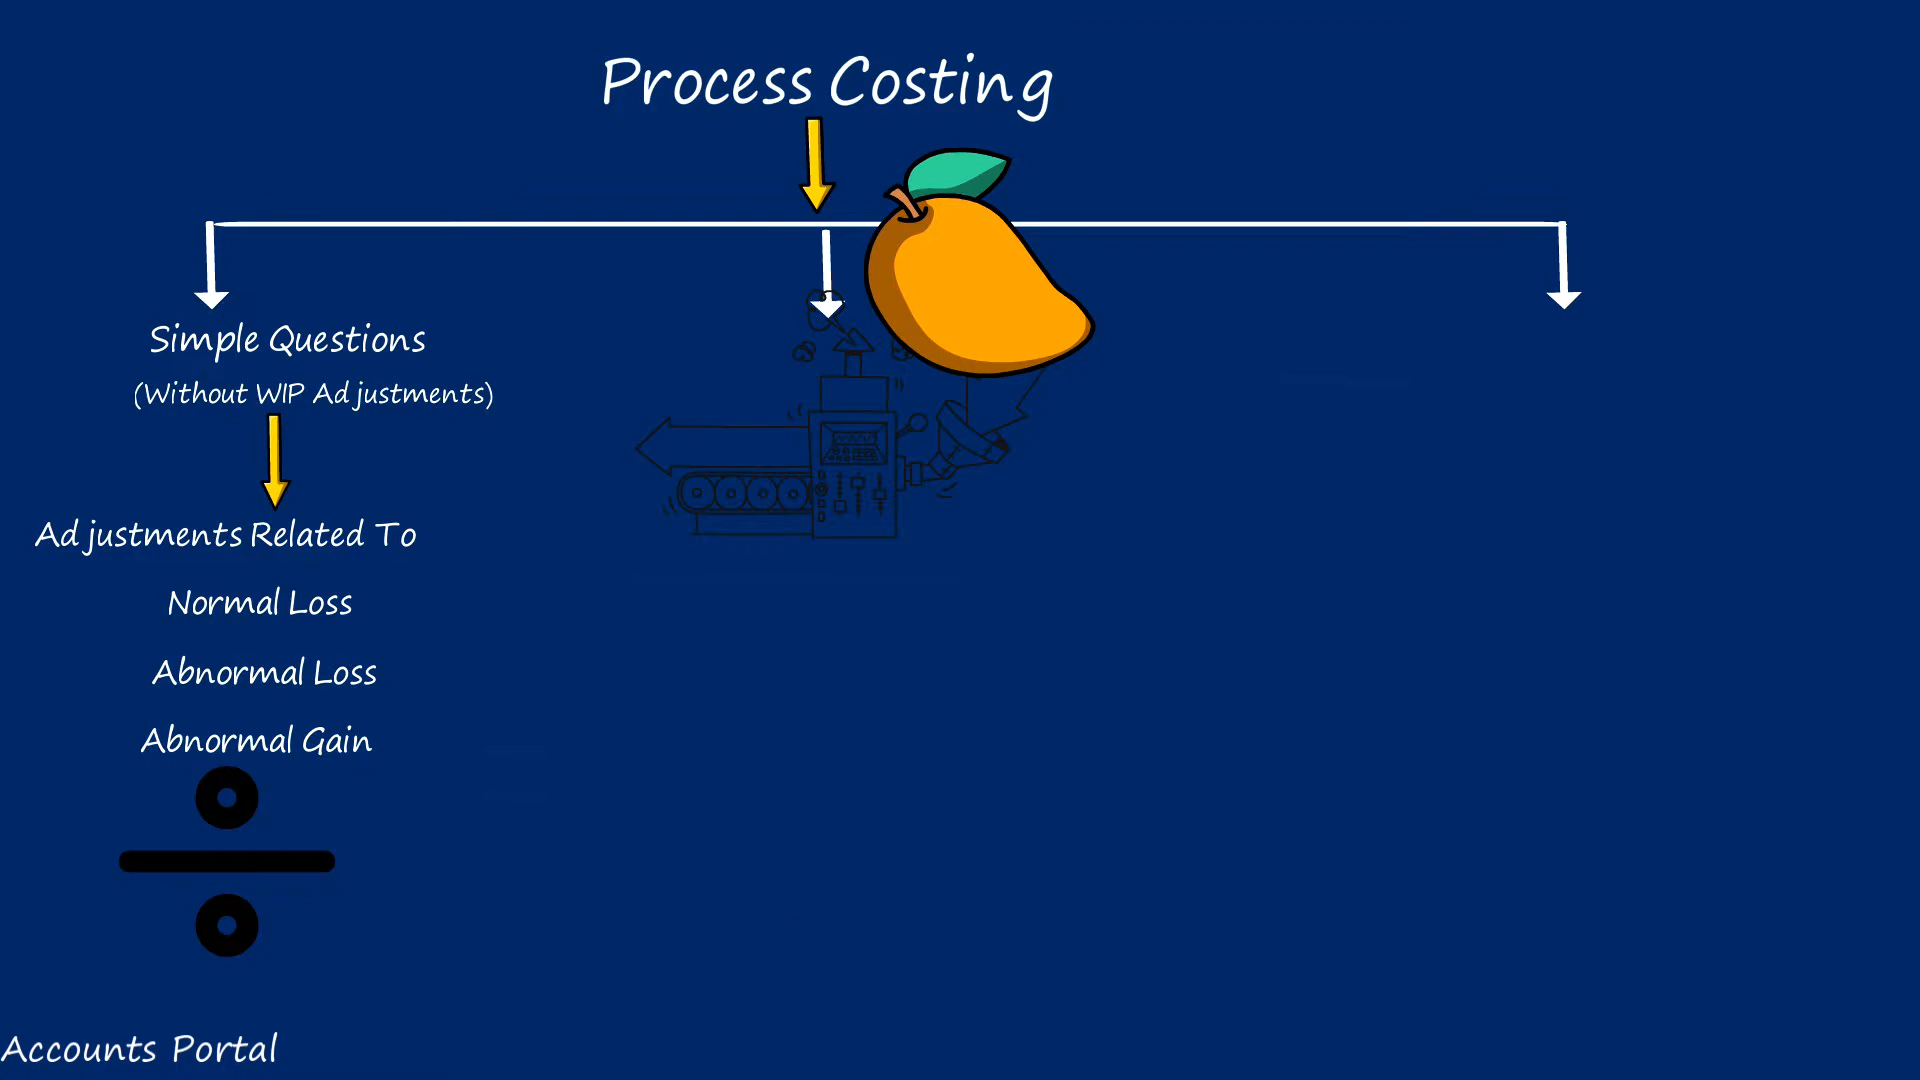 Process Costing
Simple Questions
(Without WIP Adjustments)
Adjustments Related To
Normal Loss
Abnormal Loss
Abnormal Gain
Accounts Portal